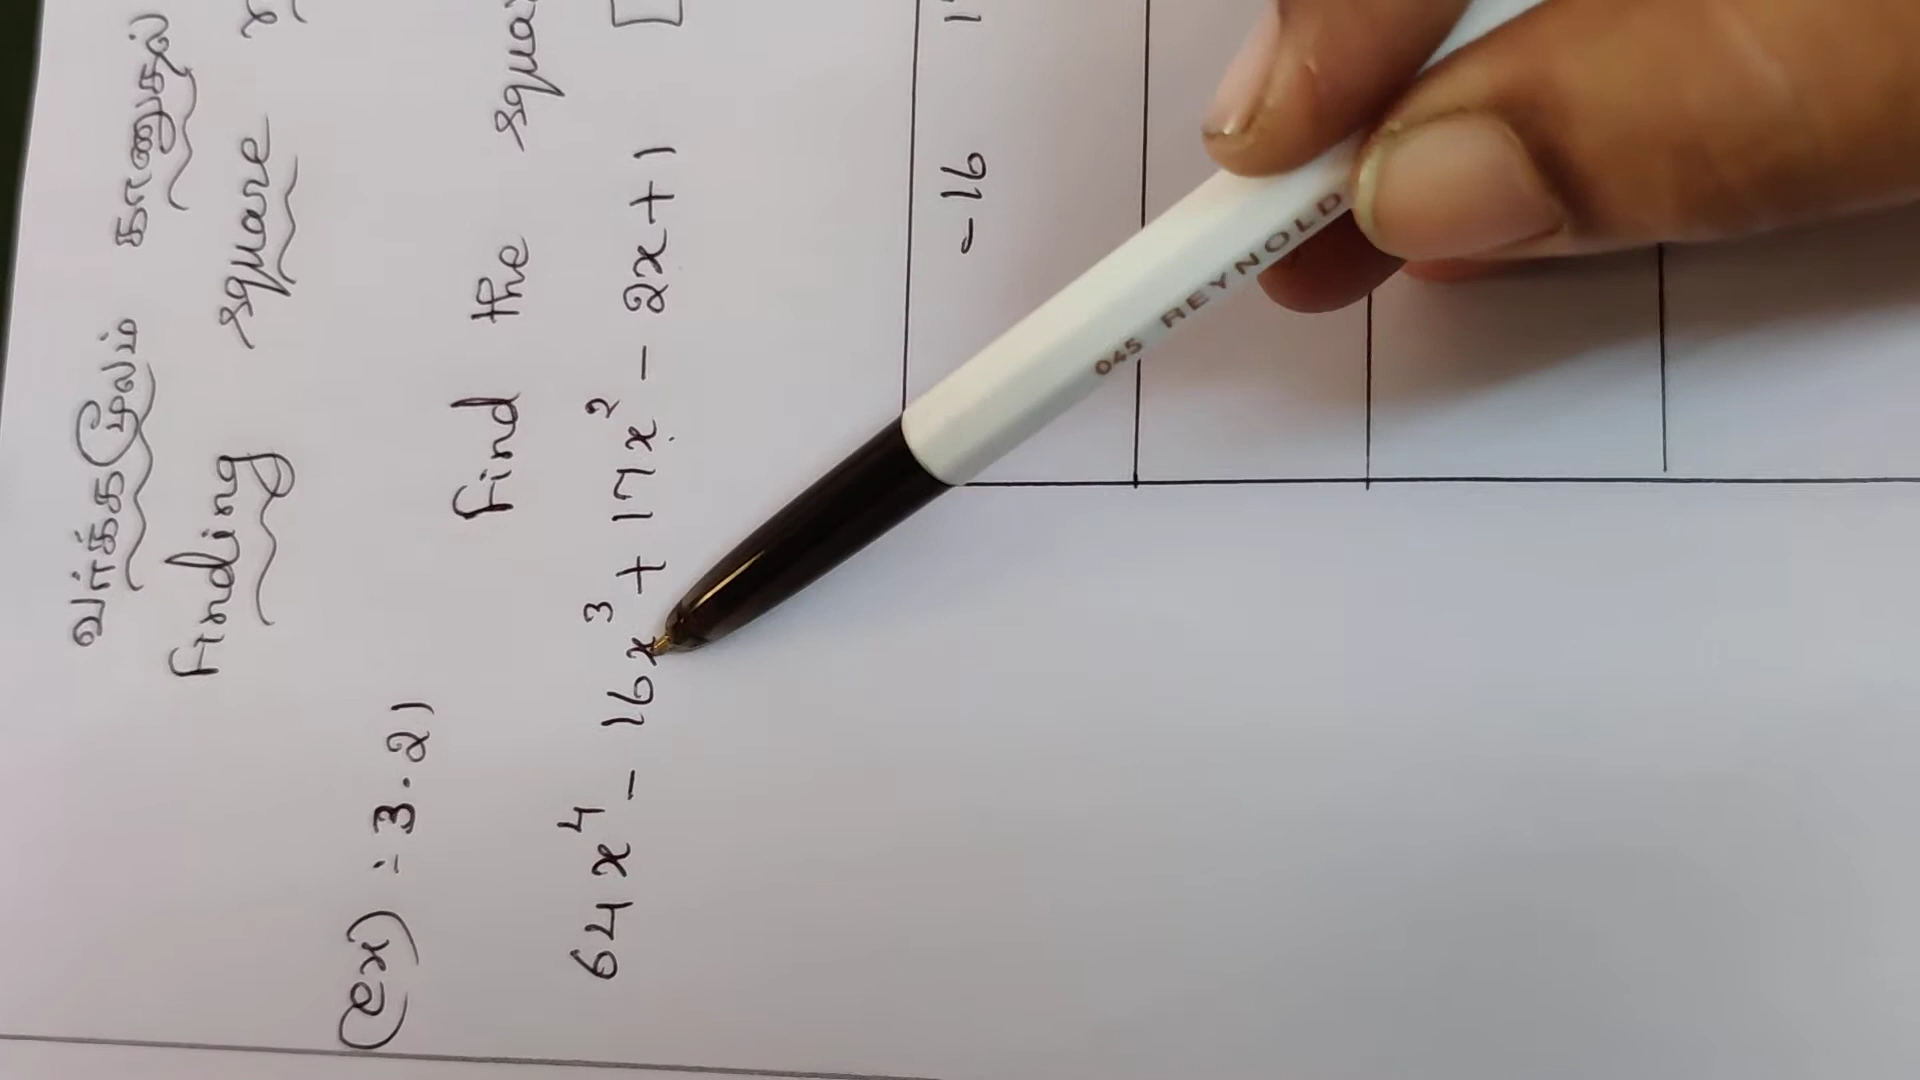 வர்க்கமூலம் காணுதல்
Finding square
(ex) : 3.21
Find the squa
64x⁴ - 16x³ + 17x² - 2x + 1
-16
045 REYNOLD